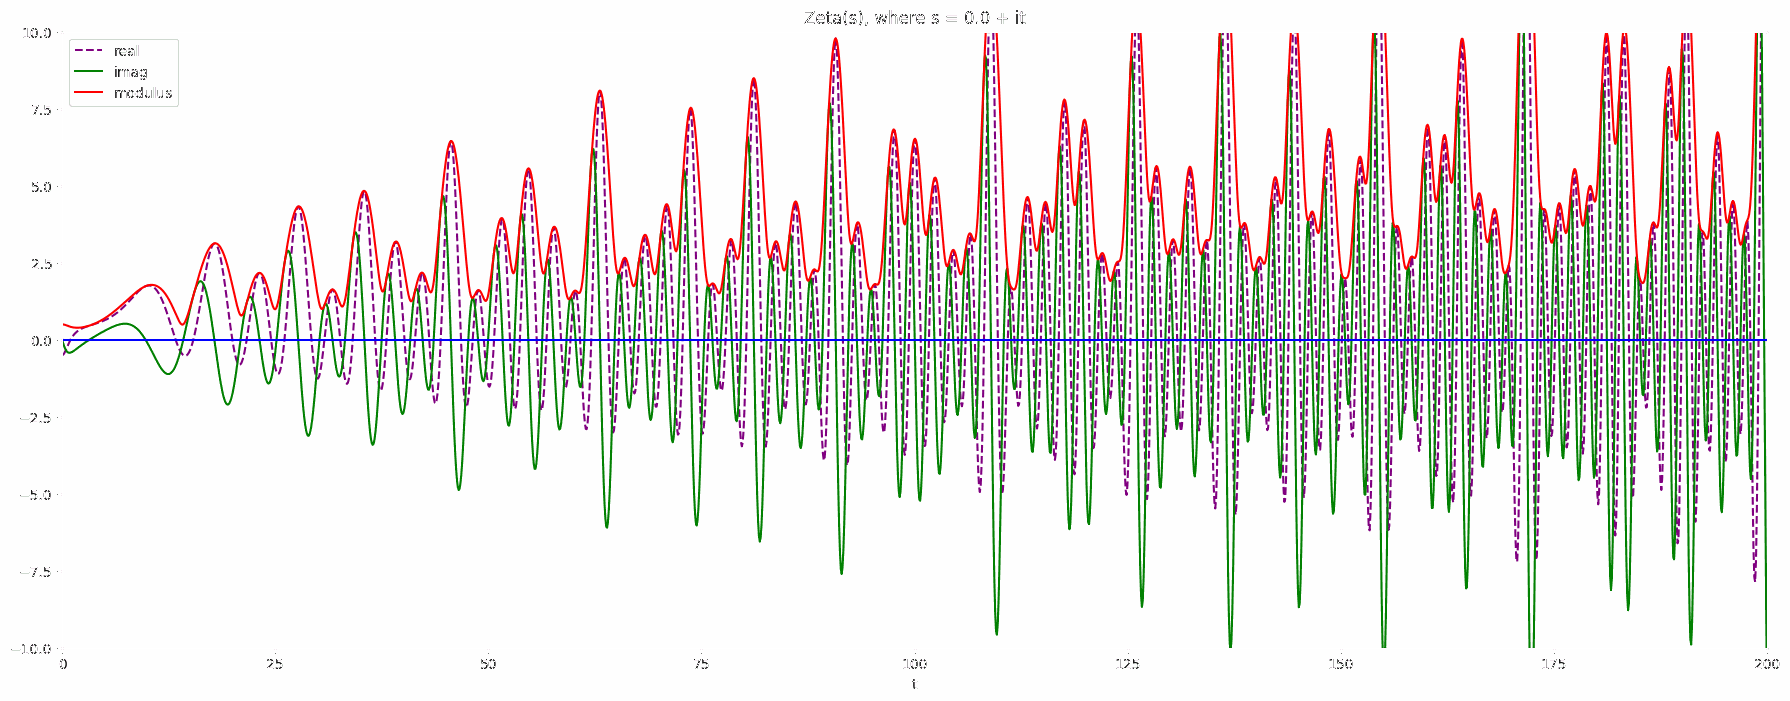 Zeta(s), where s = 0.0 + it
real
imag
modulus
10.0
7.5
5.0
2.5
0.0
−2.5
−5.0
−7.5
−10.0
0 25 50 75 100 125 150 175 200
t